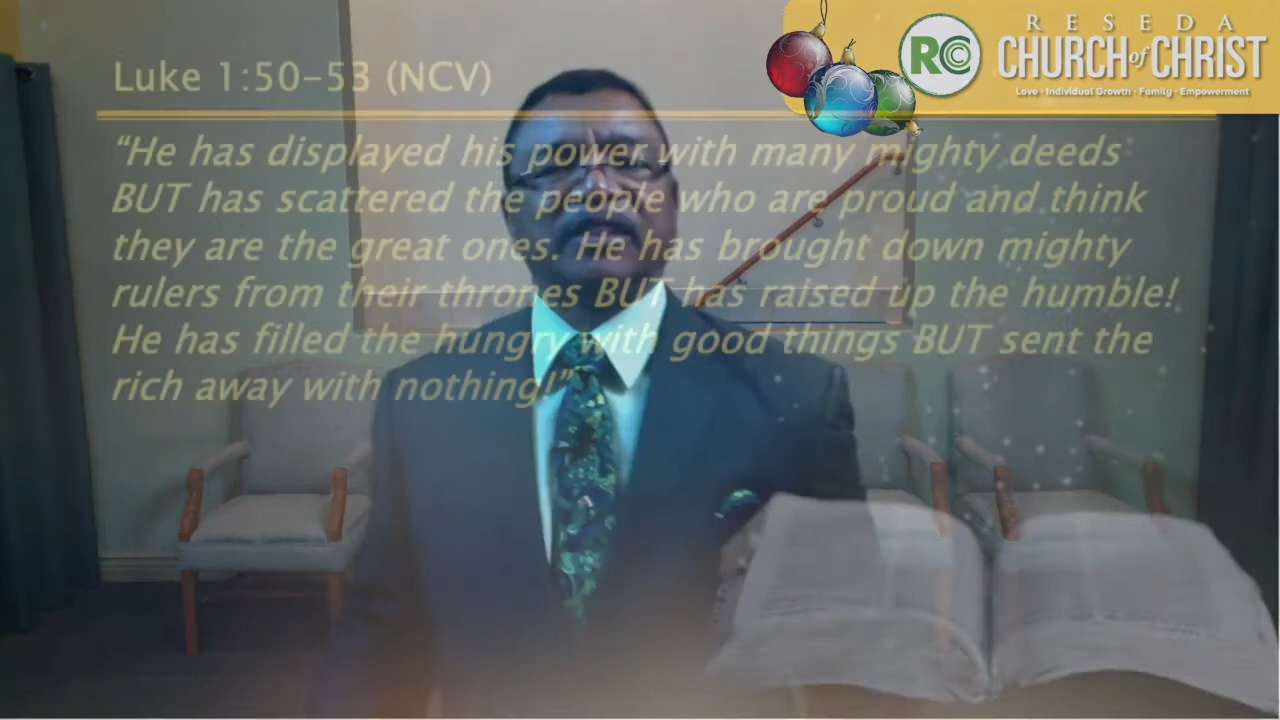 RESEDA
RCC
CHURCH of CHRIST
Love • Individual Growth • Family • Empowerment
Luke 1:50-53 (NCV)
“He has displayed his power with many mighty deeds
BUT has scattered the people who are proud and think
they are the great ones. He has brought down mighty
rulers from their thrones BUT has raised up the humble!
He has filled the hungry with good things BUT sent the
rich away with nothing!”